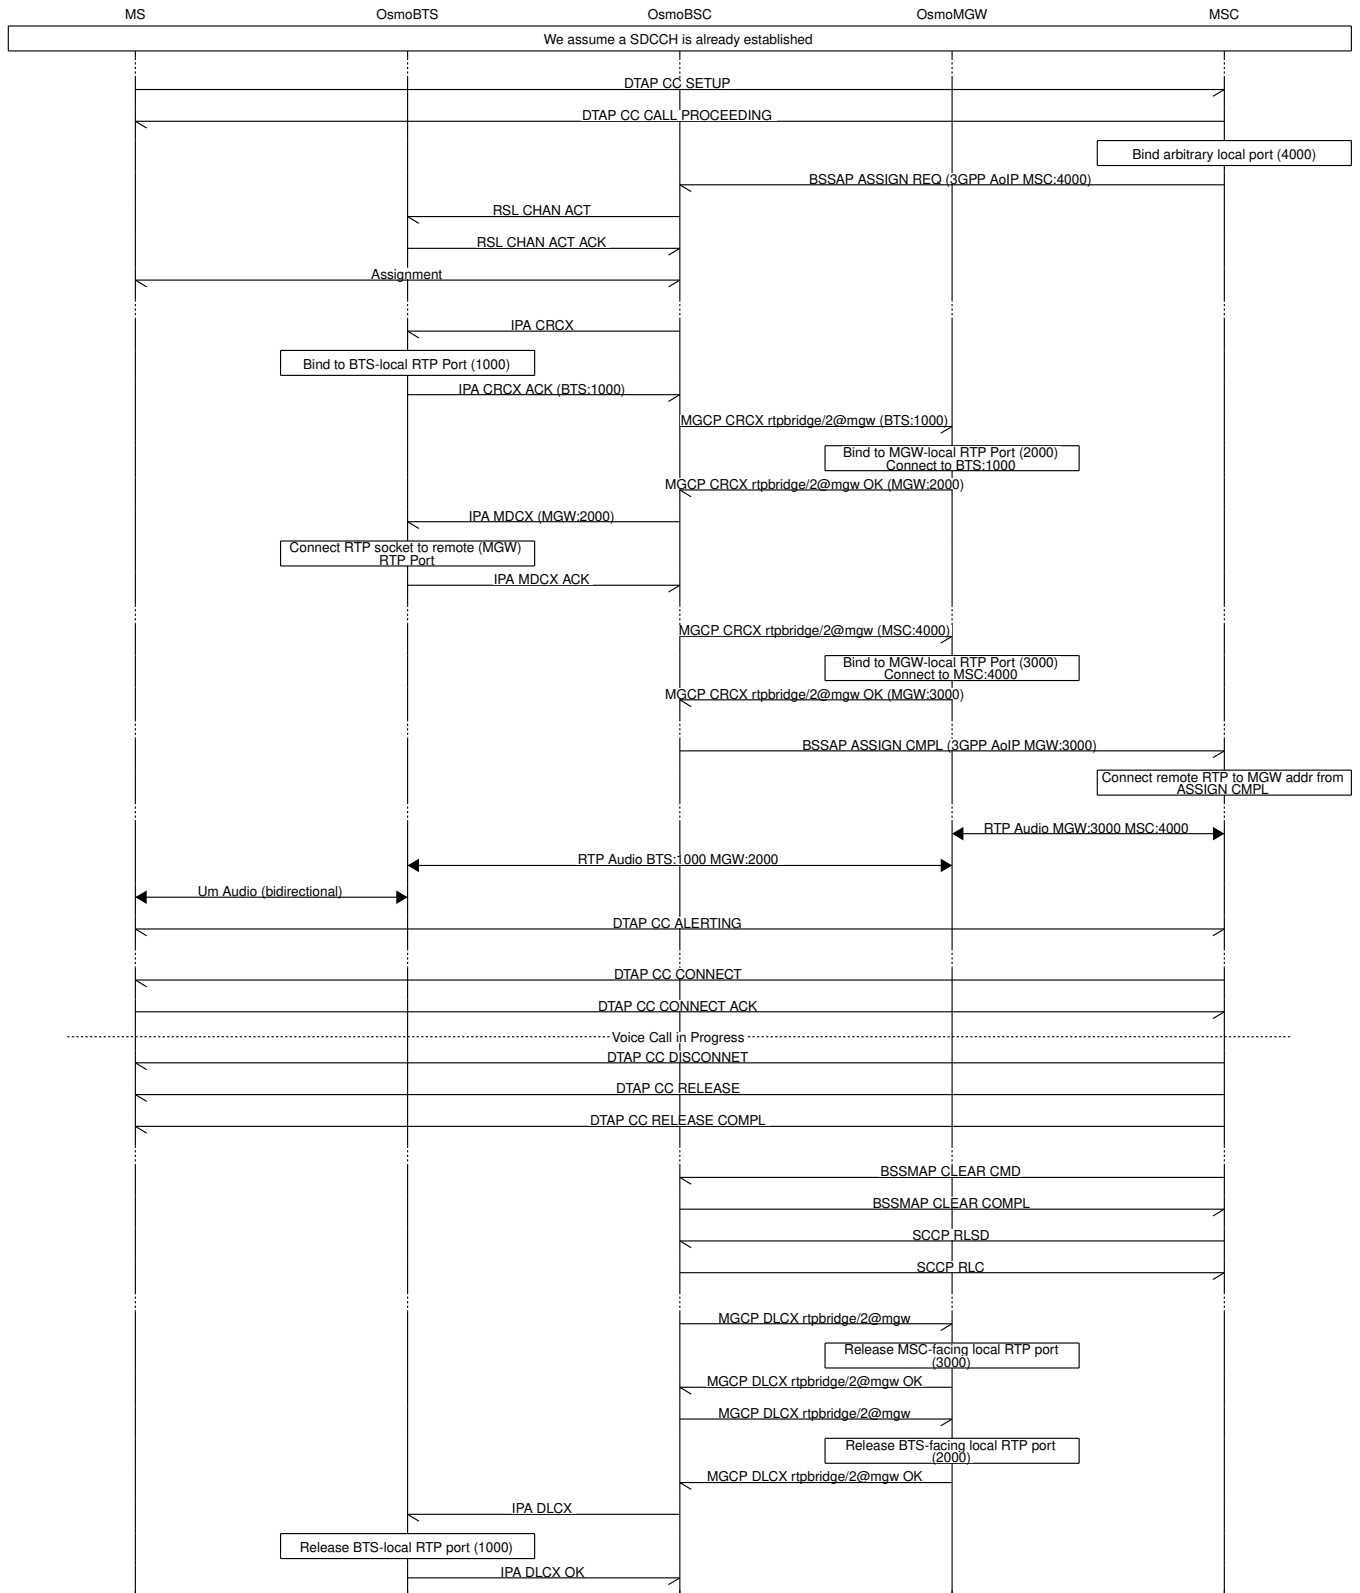 MS
OsmoBTS
OsmoBSC
OsmoMGW
MSC
We assume a SDCCH is already established
DTAP CC SETUP
DTAP CC CALL PROCEEDING
Bind arbitrary local port (4000)
BSSAP ASSIGN REQ (3GPP AoIP MSC:4000)
RSL CHAN ACT
RSL CHAN ACT ACK
Assignment
IPA CRCX
Bind to BTS-local RTP Port (1000)
IPA CRCX ACK (BTS:1000)
MGCP CRCX rtpbridge/2@mgw (BTS:1000)
Bind to MGW-local RTP Port (2000)
Connect to BTS:1000
MGCP CRCX rtpbridge/2@mgw OK (MGW:2000)
IPA MDCX (MGW:2000)
Connect RTP socket to remote (MGW)
RTP Port
IPA MDCX ACK
MGCP CRCX rtpbridge/2@mgw (MSC:4000)
Bind to MGW-local RTP Port (3000)
Connect to MSC:4000
MGCP CRCX rtpbridge/2@mgw OK (MGW:3000)
BSSAP ASSIGN CMPL (3GPP AoIP MGW:3000)
Connect remote RTP to MGW addr from
ASSIGN CMPL
RTP Audio MGW:3000 MSC:4000
RTP Audio BTS:1000 MGW:2000
Um Audio (bidirectional)
DTAP CC ALERTING
DTAP CC CONNECT
DTAP CC CONNECT ACK
Voice Call in Progress
DTAP CC DISCONNET
DTAP CC RELEASE
DTAP CC RELEASE COMPL
BSSMAP CLEAR CMD
BSSMAP CLEAR COMPL
SCCP RLSD
SCCP RLC
MGCP DLCX rtpbridge/2@mgw
Release MSC-facing local RTP port
(3000)
MGCP DLCX rtpbridge/2@mgw OK
MGCP DLCX rtpbridge/2@mgw
Release BTS-facing local RTP port
(2000)
MGCP DLCX rtpbridge/2@mgw OK
IPA DLCX
Release BTS-local RTP port (1000)
IPA DLCX OK